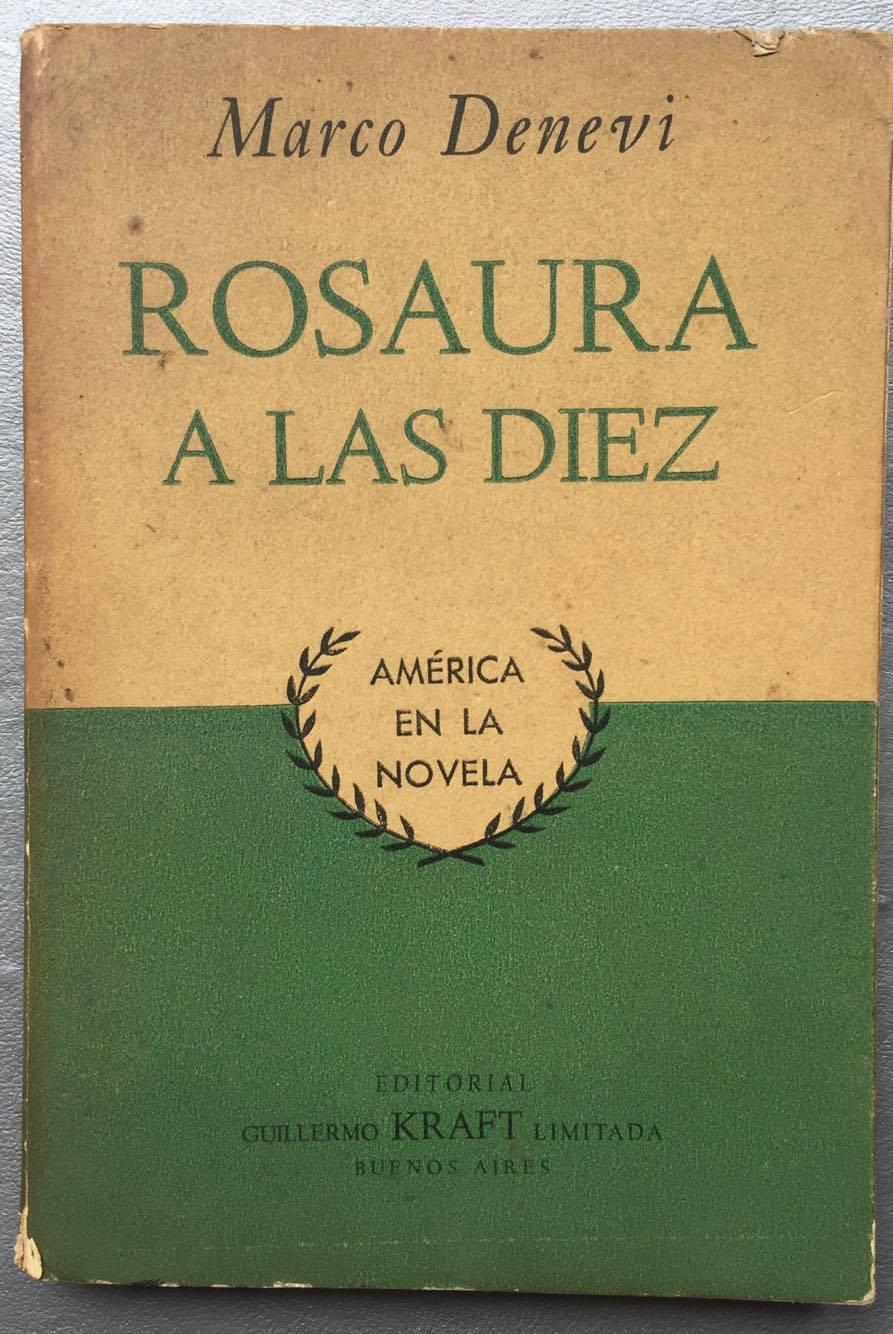 Marco Denevi
ROSAURA
A LAS DIEZ
AMÉRICA
EN LA
NOVELA
EDITORIAL
GUILLERMO KRAFT LIMITADA
BUENOS AIRES